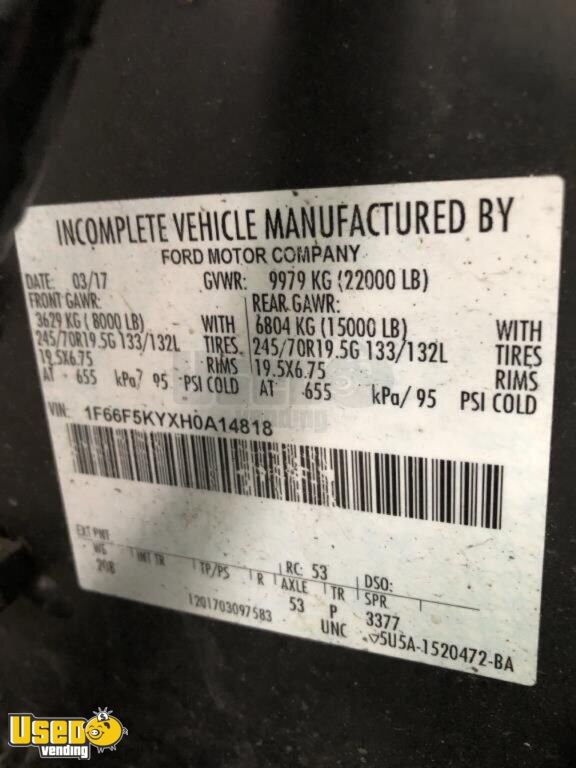 INCOMPLETE VEHICLE MANUFACTURED BY
FORD MOTOR COMPANY
DATE: 03/17 GVWR: 9979 KG (22000 LB)
FRONT GAWR: REAR GAWR:
3629 KG ( 8000 LB) WITH 6804 KG (15000 LB) WITH
245/70R19.5G 133/132L TIRES 245/70R19.5G 133/132L TIRES
19.5X6.75 RIMS 19.5X6.75 RIMS
AT 655 kPa/ 95 PSI COLD AT 655 kPa/ 95 PSI COLD
VIN: 1F66F5KYXH0A14818
EXT PNT RC: 53 DSO:
WB INT TR TP/PS R AXLE TR SPR
208 53 P 3377
1201703097583 UNC 5U5A-1520472-BA
Used vending